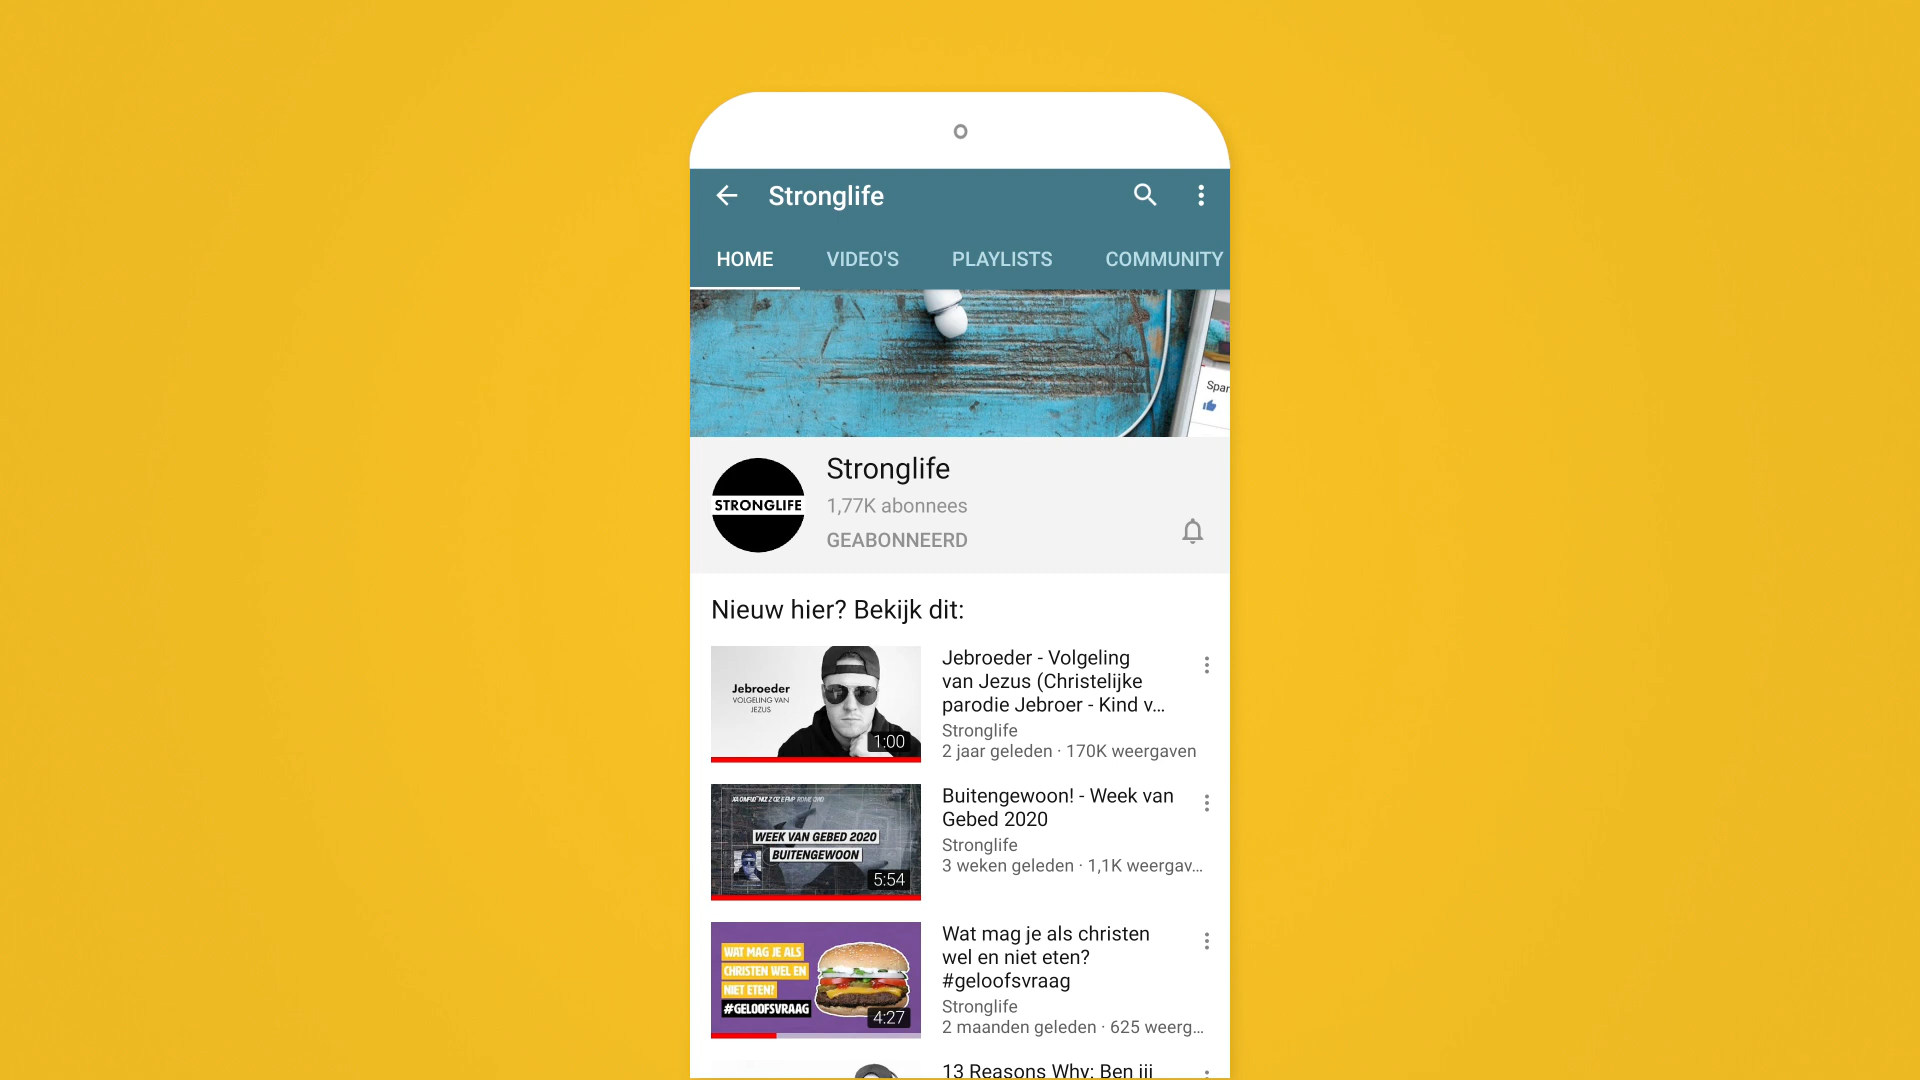 Stronglife
HOME VIDEO'S PLAYLISTS COMMUNITY
Spar
STRONGLIFE
Stronglife
1,77K abonnees
GEABONNEERD
Nieuw hier? Bekijk dit:
Jebroeder
VOLGELING VAN
JEZUS
1:00
Jebroeder - Volgeling
van Jezus (Christelijke
parodie Jebroer - Kind v...
Stronglife
2 jaar geleden · 170K weergaven
WEEK VAN GEBED 2020
BUITENGEWOON
5:54
Buitengewoon! - Week van
Gebed 2020
Stronglife
3 weken geleden · 1,1K weergav...
WAT MAG JE ALS
CHRISTEN WEL EN
NIET ETEN?
#GELOOFSVRAAG
4:27
Wat mag je als christen
wel en niet eten?
#geloofsvraag
Stronglife
2 maanden geleden · 625 weerg...
13 Reasons Why: Ben jij